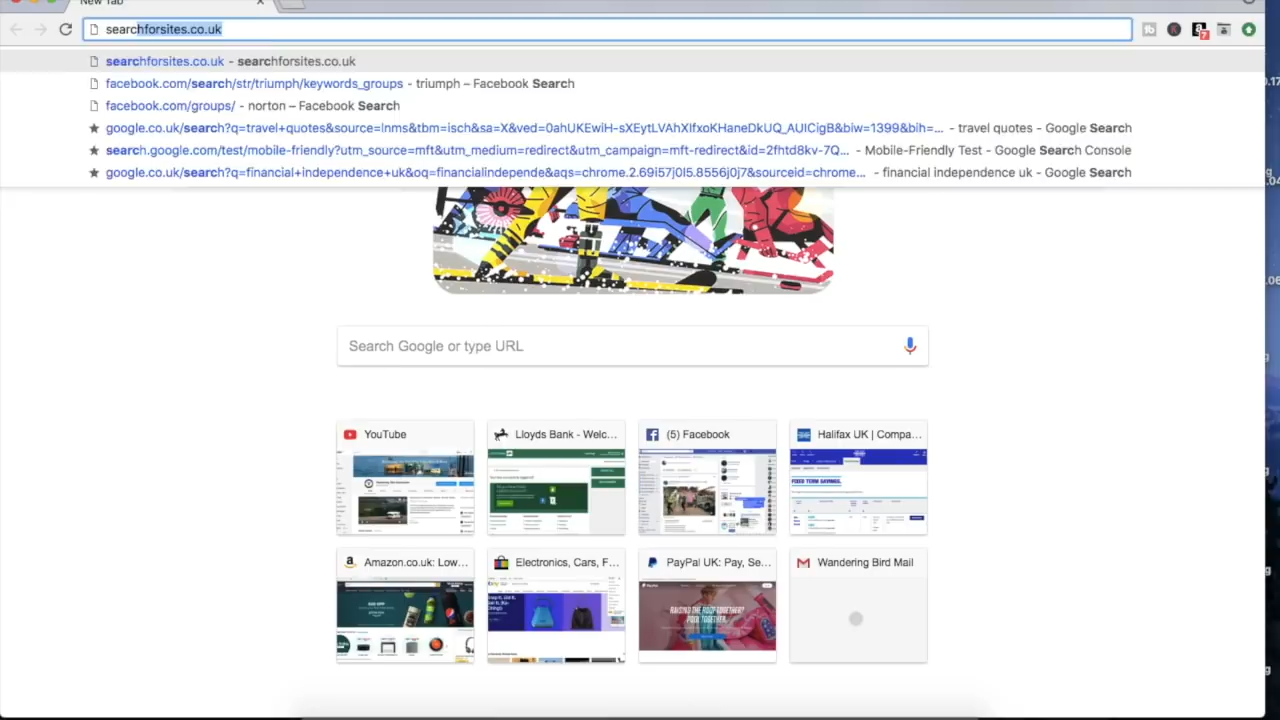 New Tab
searchforsites.co.uk
searchforsites.co.uk - searchforsites.co.uk
facebook.com/search/str/triumph/keywords_groups - triumph – Facebook Search
facebook.com/groups/ - norton – Facebook Search
google.co.uk/search?q=travel+quotes&source=lnms&tbm=isch&sa=X&ved=0ahUKEwiH-sXEytLVAhXIfxoKHaneDkUQ_AUICigB&biw=1399&bih=... - travel quotes - Google Search
search.google.com/test/mobile-friendly?utm_source=mft&utm_medium=redirect&utm_campaign=mft-redirect&id=2fhtd8kv-7Q... - Mobile-Friendly Test - Google Search Console
google.co.uk/search?q=financial+independence+uk&oq=financialindepende&aqs=chrome.2.69i57j0l5.8556j0j7&sourceid=chrome... - financial independence uk - Google Search
Search Google or type URL
YouTube
Lloyds Bank - Welc...
(5) Facebook
Halifax UK | Compa...
FIXED TERM SAVINGS.
Amazon.co.uk: Low...
Electronics, Cars, F...
PayPal UK: Pay, Se...
Wandering Bird Mail